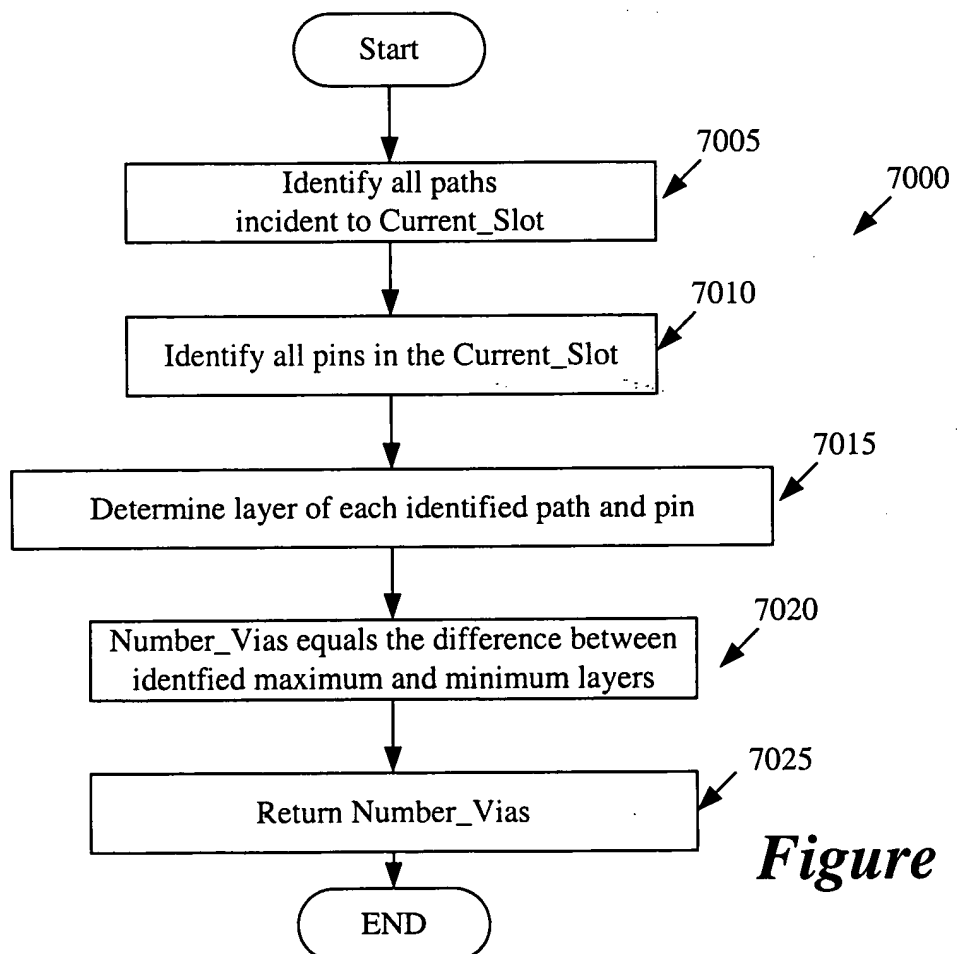 Start
7005
7000
Identify all paths
incident to Current_Slot
7010
Identify all pins in the Current_Slot
7015
Determine layer of each identified path and pin
7020
Number_Vias equals the difference between
identfied maximum and minimum layers
7025
Return Number_Vias
Figure
END